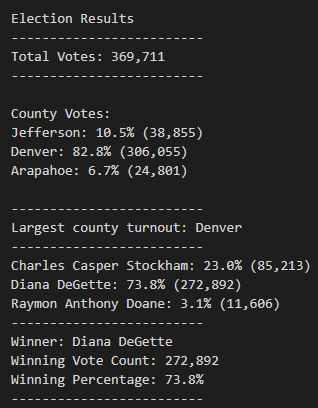 Election Results
-------------------------
Total Votes: 369,711
-------------------------
County Votes:
Jefferson: 10.5% (38,855)
Denver: 82.8% (306,055)
Arapahoe: 6.7% (24,801)
-------------------------
Largest county turnout: Denver
-------------------------
Charles Casper Stockham: 23.0% (85,213)
Diana DeGette: 73.8% (272,892)
Raymon Anthony Doane: 3.1% (11,606)
-------------------------
Winner: Diana DeGette
Winning Vote Count: 272,892
Winning Percentage: 73.8%
-------------------------